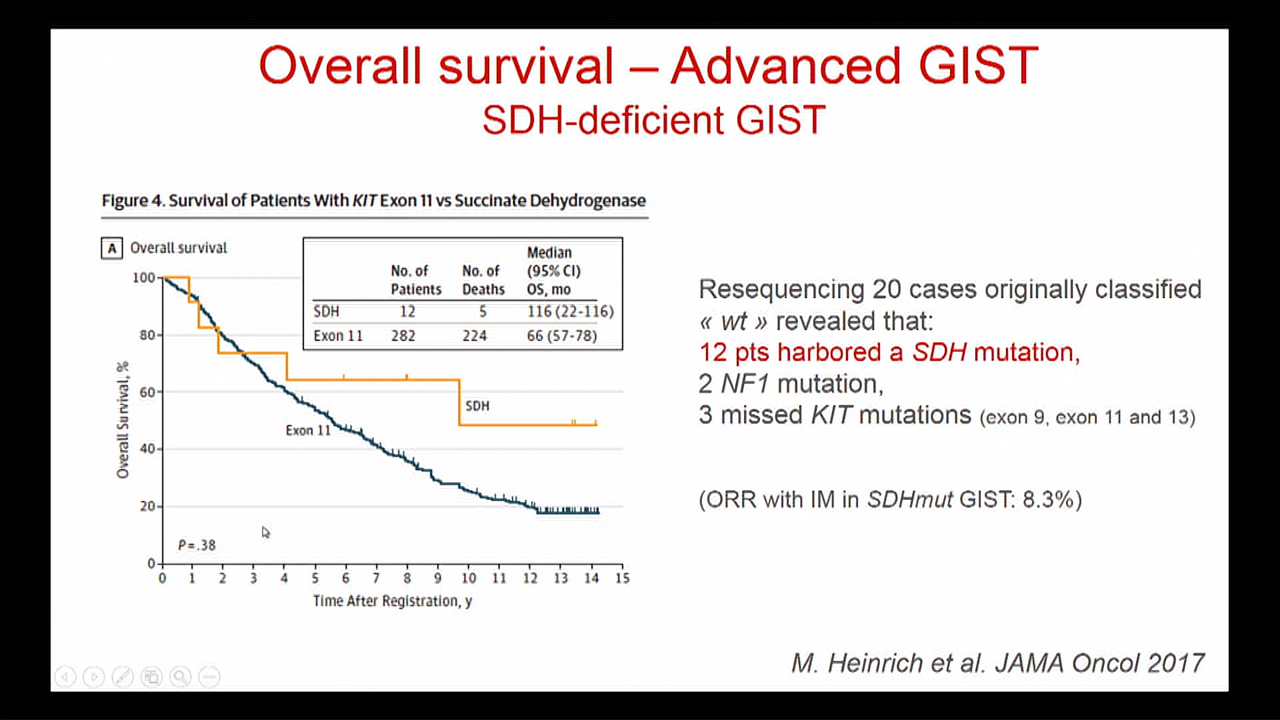 Overall survival – Advanced GIST
SDH-deficient GIST
Figure 4. Survival of Patients With KIT Exon 11 vs Succinate Dehydrogenase
A Overall survival
No. of Patients No. of Deaths Median (95% CI) OS, mo
SDH 12 5 116 (22-116)
Exon 11 282 224 66 (57-78)
Overall Survival, %
100
80
60
40
20
0
SDH
Exon 11
P=.38
0 1 2 3 4 5 6 7 8 9 10 11 12 13 14 15
Time After Registration, y
Resequencing 20 cases originally classified
« wt » revealed that:
12 pts harbored a SDH mutation,
2 NF1 mutation,
3 missed KIT mutations (exon 9, exon 11 and 13)
(ORR with IM in SDHmut GIST: 8.3%)
M. Heinrich et al. JAMA Oncol 2017